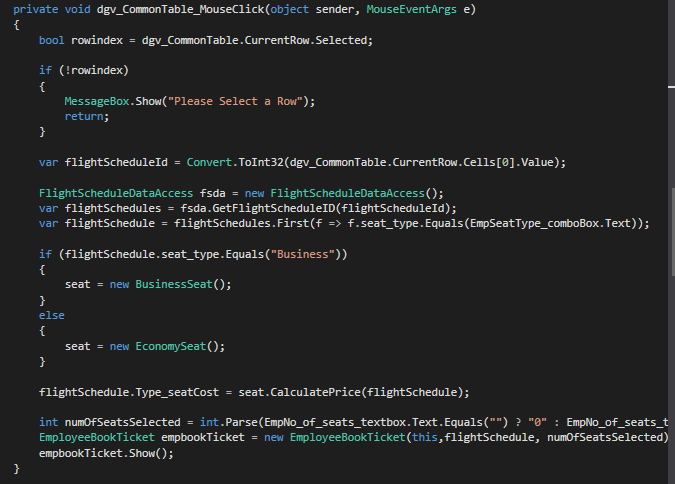 private void dgv_CommonTable_MouseClick(object sender, MouseEventArgs e)
{
bool rowindex = dgv_CommonTable.CurrentRow.Selected;
if (!rowindex)
{
MessageBox.Show("Please Select a Row");
return;
}
var flightScheduleId = Convert.ToInt32(dgv_CommonTable.CurrentRow.Cells[0].Value);
FlightScheduleDataAccess fsda = new FlightScheduleDataAccess();
var flightSchedules = fsda.GetFlightScheduleID(flightScheduleId);
var flightSchedule = flightSchedules.First(f => f.seat_type.Equals(EmpSeatType_comboBox.Text));
if (flightSchedule.seat_type.Equals("Business"))
{
seat = new BusinessSeat();
}
else
{
seat = new EconomySeat();
}
flightSchedule.Type_seatCost = seat.CalculatePrice(flightSchedule);
int numOfSeatsSelected = int.Parse(EmpNo_of_seats_textbox.Text.Equals("") ? "0" : EmpNo_of_seats_t
EmployeeBookTicket empbookTicket = new EmployeeBookTicket(this,flightSchedule, numOfSeatsSelected)
empbookTicket.Show();
}